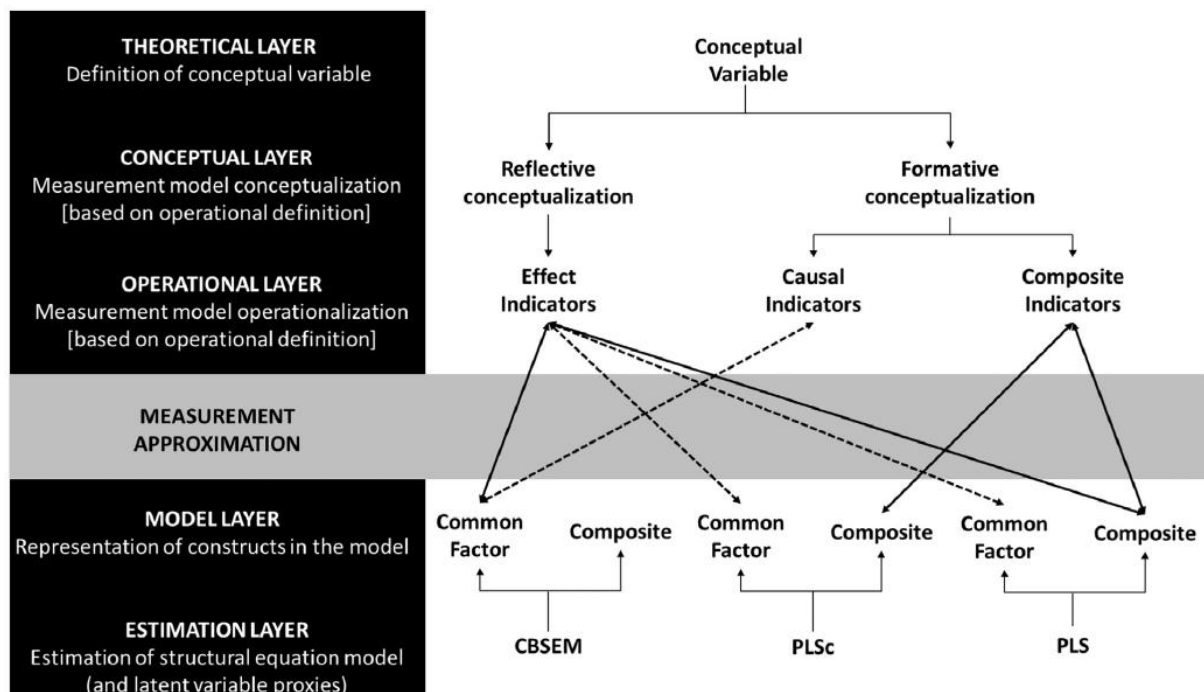 THEORETICAL LAYER
Definition of conceptual variable
Conceptual
Variable
CONCEPTUAL LAYER
Measurement model conceptualization
[based on operational definition]
Reflective
conceptualization
Formative
conceptualization
OPERATIONAL LAYER
Measurement model operationalization
[based on operational definition]
Effect
Indicators
Causal
Indicators
Composite
Indicators
MEASUREMENT
APPROXIMATION
MODEL LAYER
Representation of constructs in the model
Common
Factor
Composite
Common
Factor
Composite
Common
Factor
Composite
ESTIMATION LAYER
Estimation of structural equation model
(and latent variable proxies)
CBSEM
PLSc
PLS